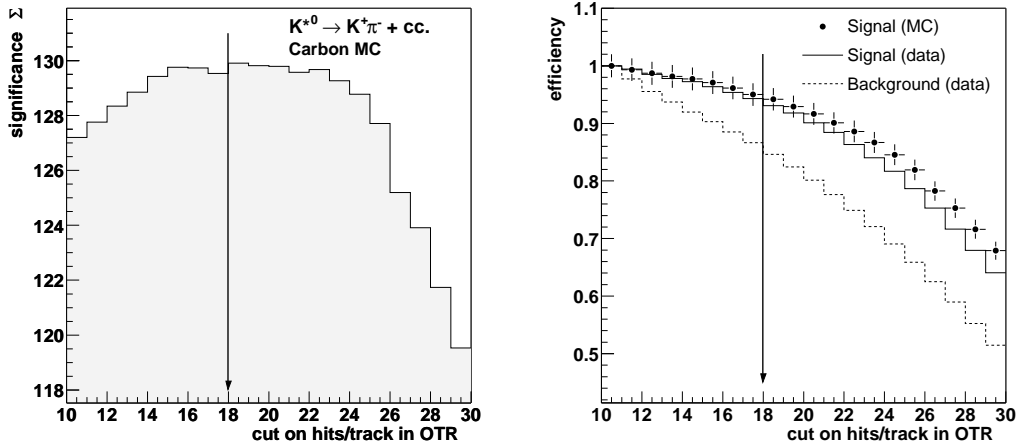 significance Σ
130
128
126
124
122
120
118
10 12 14 16 18 20 22 24 26 28 30
cut on hits/track in OTR
K*⁰ → K⁺π⁻ + cc.
Carbon MC
efficiency
1.1
1
0.9
0.8
0.7
0.6
0.5
10 12 14 16 18 20 22 24 26 28 30
cut on hits/track in OTR
Signal (MC)
Signal (data)
Background (data)